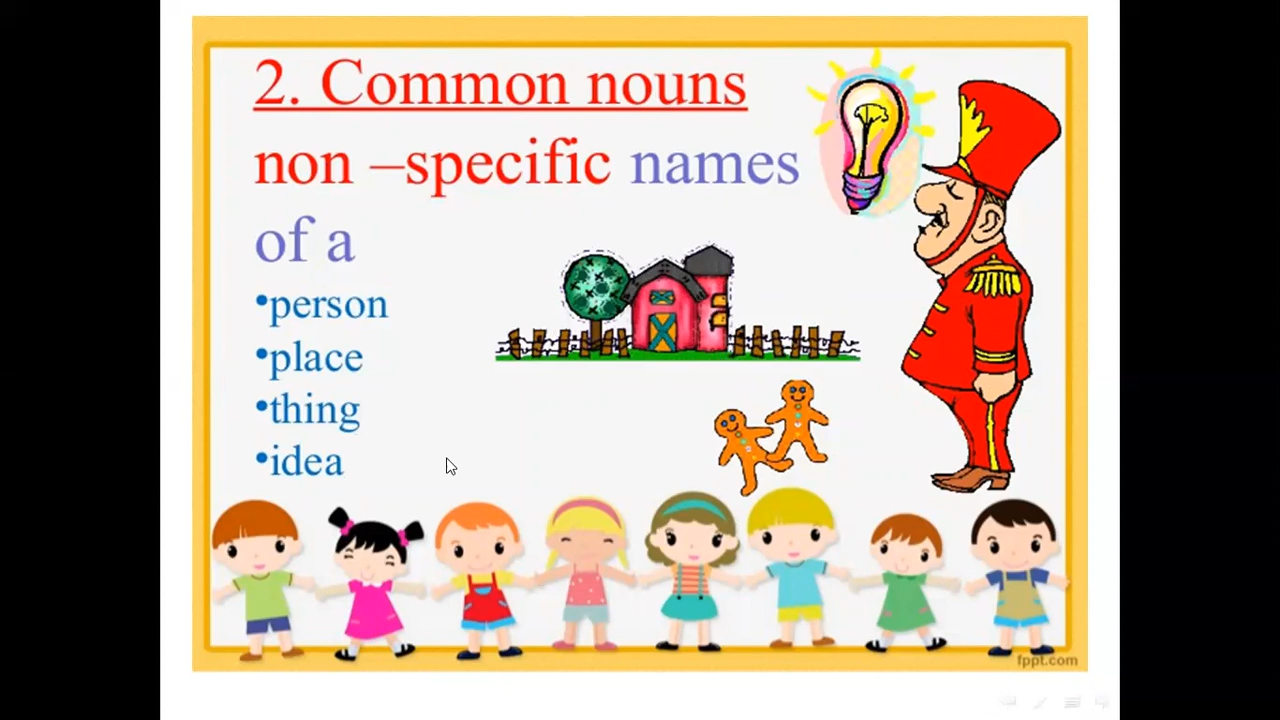 2. Common nouns
non –specific names
of a
•person
•place
•thing
•idea
fppt.com